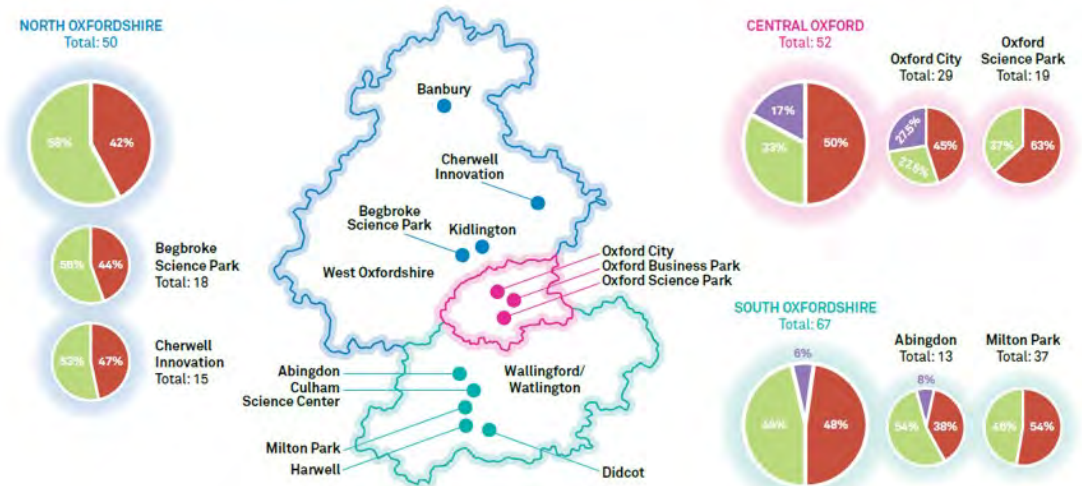 NORTH OXFORDSHIRE
Total: 50
58%
42%
56%
44%
Begbroke
Science Park
Total: 18
53%
47%
Cherwell
Innovation
Total: 15
Banbury
Cherwell
Innovation
Begbroke
Science Park
Kidlington
West Oxfordshire
Oxford City
Oxford Business Park
Oxford Science Park
Abingdon
Culham
Science Center
Wallingford/
Watlington
Milton Park
Harwell
Didcot
CENTRAL OXFORD
Total: 52
17%
33%
50%
Oxford City
Total: 29
27.5%
27.5%
45%
Oxford
Science Park
Total: 19
37%
63%
SOUTH OXFORDSHIRE
Total: 67
6%
46%
48%
Abingdon
Total: 13
8%
54%
38%
Milton Park
Total: 37
46%
54%